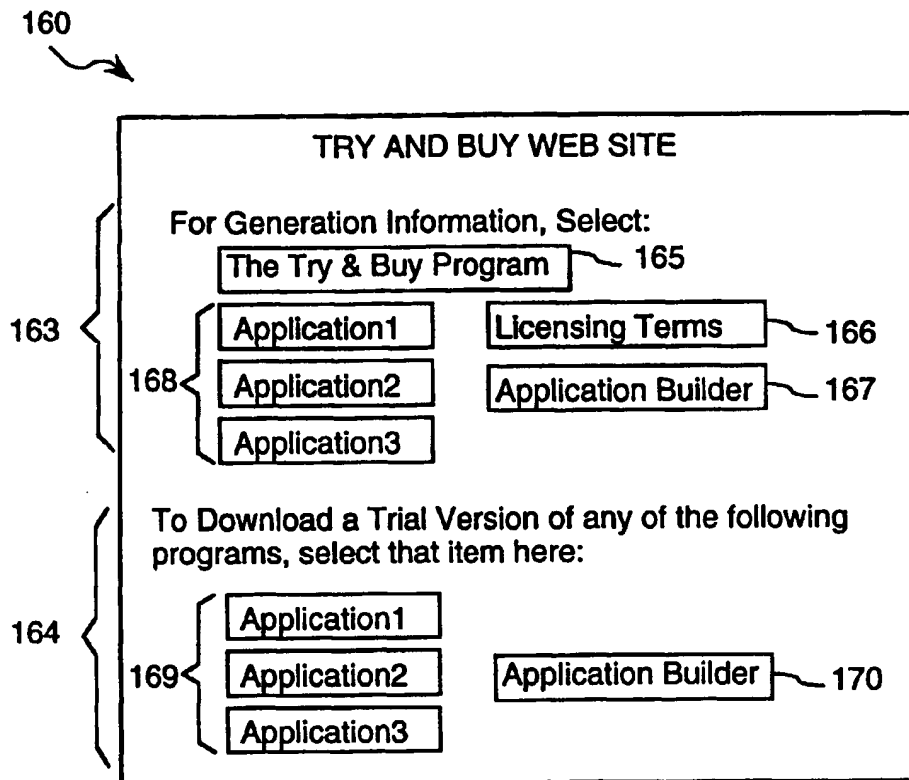 160
TRY AND BUY WEB SITE
For Generation Information, Select:
The Try & Buy Program 165
163
168
Application1 Licensing Terms 166
Application2 Application Builder 167
Application3
To Download a Trial Version of any of the following
programs, select that item here:
164
169
Application1
Application2 Application Builder 170
Application3